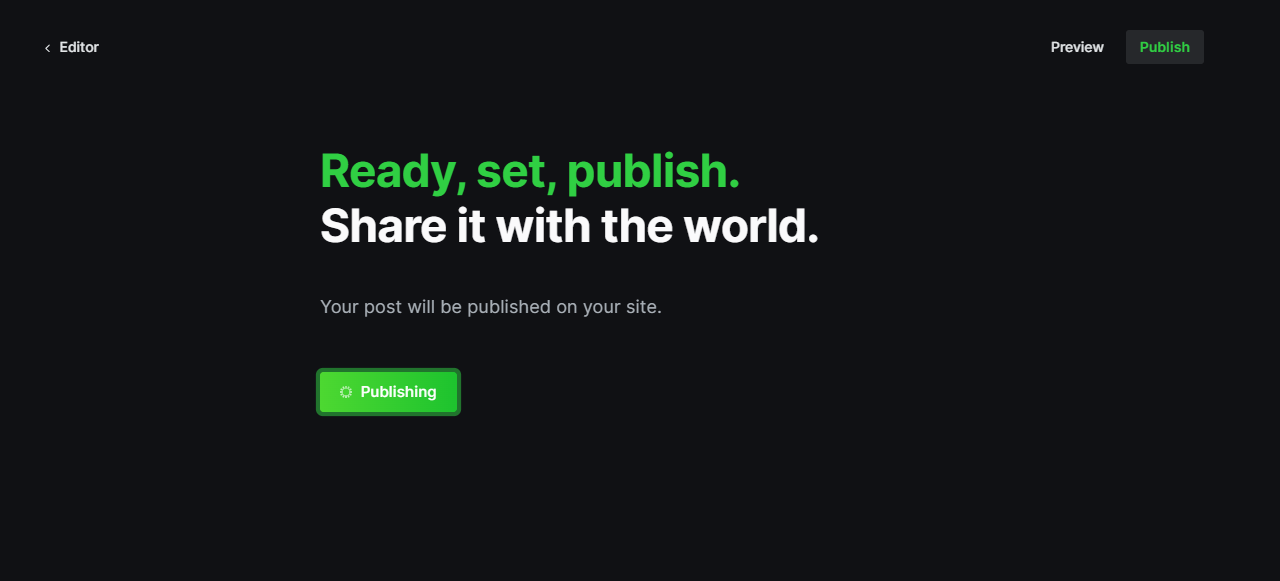 Editor
Preview
Publish
Ready, set, publish.
Share it with the world.
Your post will be published on your site.
Publishing